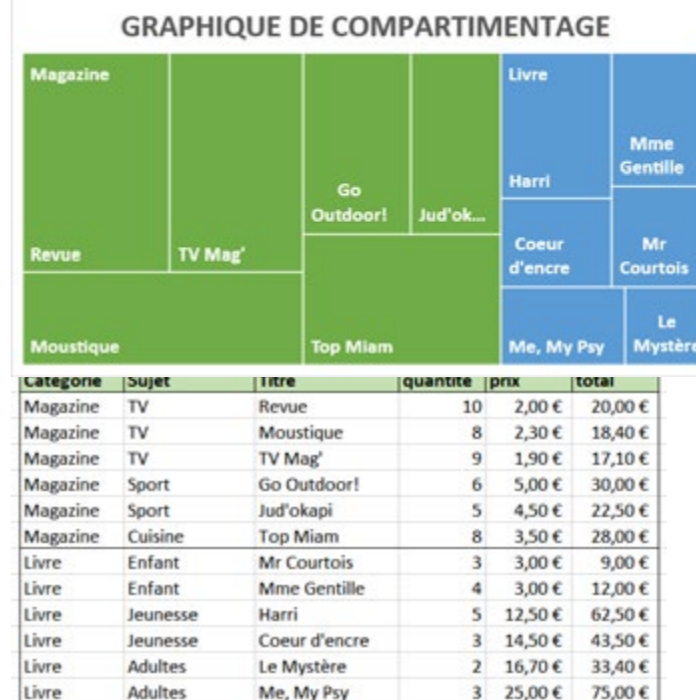 GRAPHIQUE DE COMPARTIMENTAGE
Magazine
Revue
TV Mag'
Moustique
Go
Outdoor!
Jud'ok...
Top Miam
Livre
Harri
Mme
Gentille
Coeur
d'encre
Mr
Courtois
Me, My Psy
Le
Mystère
Catégorie Sujet Titre quantité prix total
Magazine TV Revue 10 2,00 € 20,00 €
Magazine TV Moustique 8 2,30 € 18,40 €
Magazine TV TV Mag' 9 1,90 € 17,10 €
Magazine Sport Go Outdoor! 6 5,00 € 30,00 €
Magazine Sport Jud'okapi 5 4,50 € 22,50 €
Magazine Cuisine Top Miam 8 3,50 € 28,00 €
Livre Enfant Mr Courtois 3 3,00 € 9,00 €
Livre Enfant Mme Gentille 4 3,00 € 12,00 €
Livre Jeunesse Harri 5 12,50 € 62,50 €
Livre Jeunesse Coeur d'encre 3 14,50 € 43,50 €
Livre Adultes Le Mystère 2 16,70 € 33,40 €
Livre Adultes Me, My Psy 3 25,00 € 75,00 €